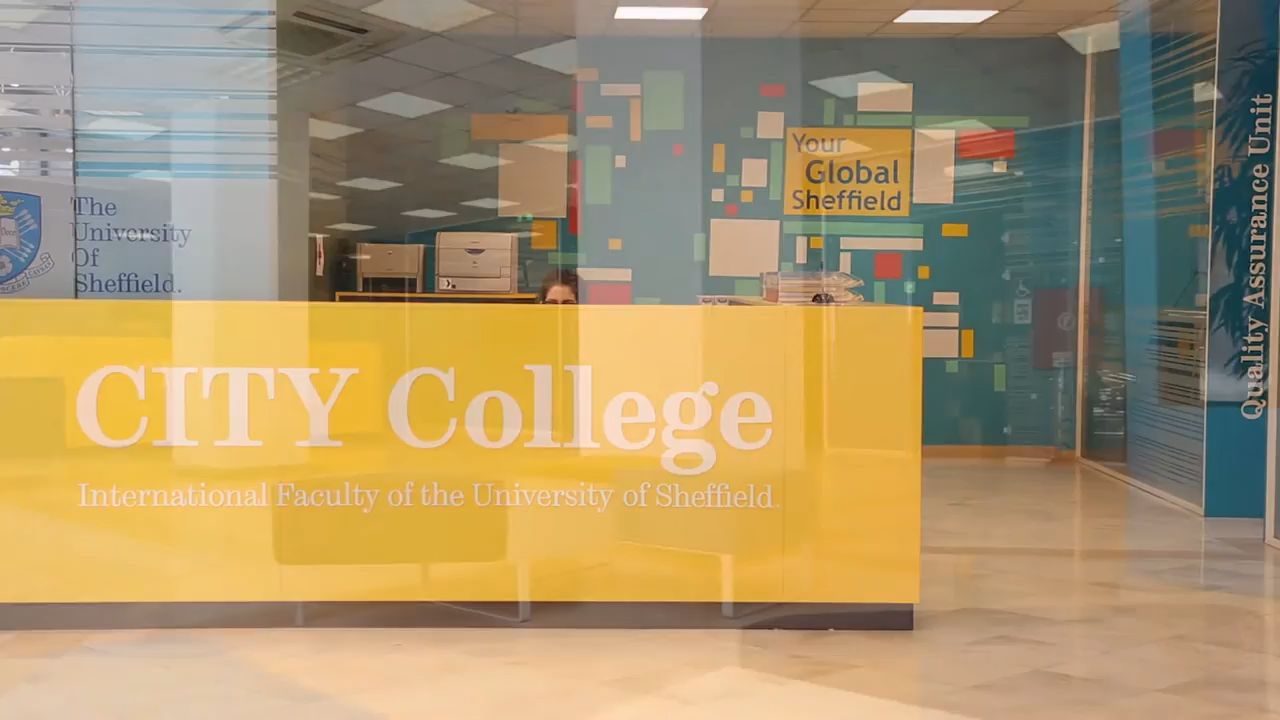 The
University
Of
Sheffield.
Your
Global
Sheffield
Quality Assurance Unit
CITY College
International Faculty of the University of Sheffield.